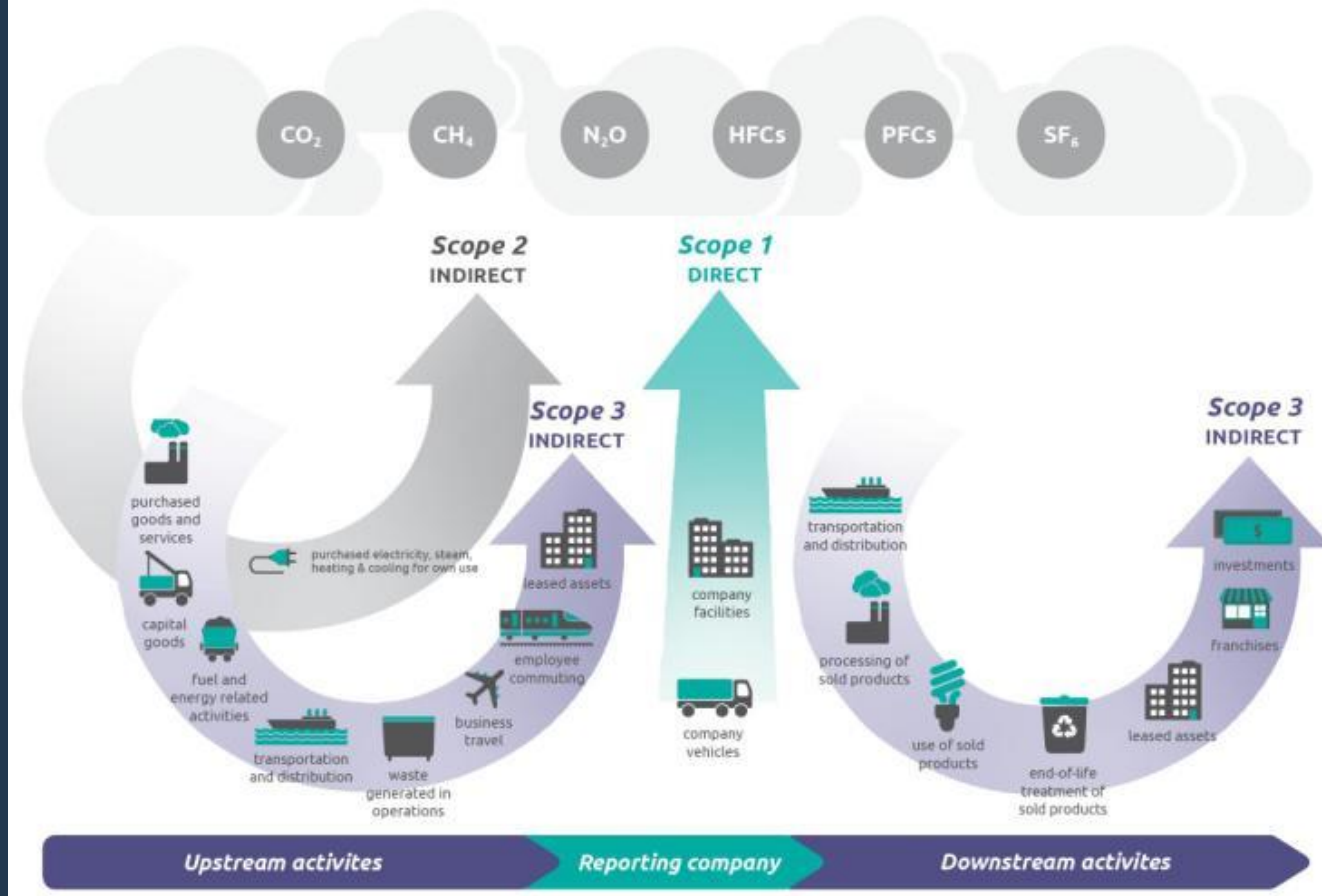 CO₂
CH₄
N₂O
HFCs
PFCs
SF₆
Scope 2
INDIRECT
Scope 1
DIRECT
Scope 3
INDIRECT
Scope 3
INDIRECT
purchased
goods and
services
capital
goods
fuel and
energy related
activities
purchased electricity, steam,
heating & cooling for own use
transportation
and distribution
waste
generated in
operations
business
travel
employee
commuting
leased assets
company
facilities
company
vehicles
transportation
and distribution
processing of
sold products
use of sold
products
end-of-life
treatment of
sold products
leased assets
franchises
investments
$
Upstream activites
Reporting company
Downstream activites